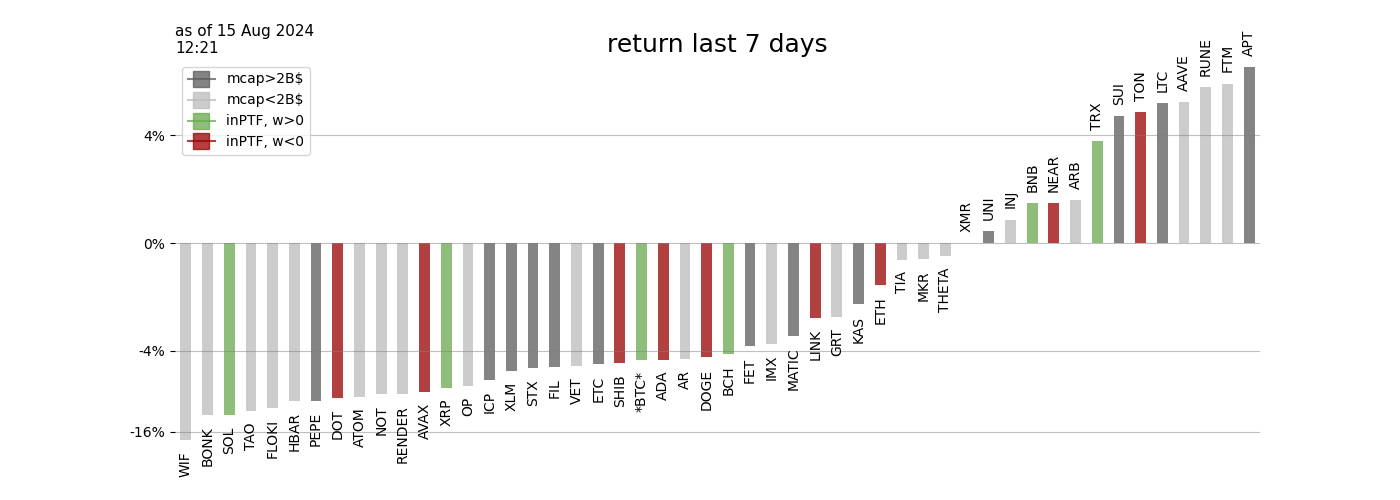 as of 15 Aug 2024
12:21
return last 7 days
mcap>2B$
mcap<2B$
inPTF, w>0
inPTF, w<0
4%
0%
-4%
-16%
WIF
BONK
SOL
TAO
FLOKI
HBAR
PEPE
DOT
ATOM
NOT
RENDER
AVAX
XRP
OP
ICP
XLM
STX
FIL
VET
ETC
SHIB
*BTC*
ADA
AR
DOGE
BCH
FET
IMX
MATIC
LINK
GRT
KAS
ETH
TIA
MKR
THETA
XMR
UNI
INJ
BNB
NEAR
ARB
TRX
SUI
TON
LTC
AAVE
RUNE
FTM
APT